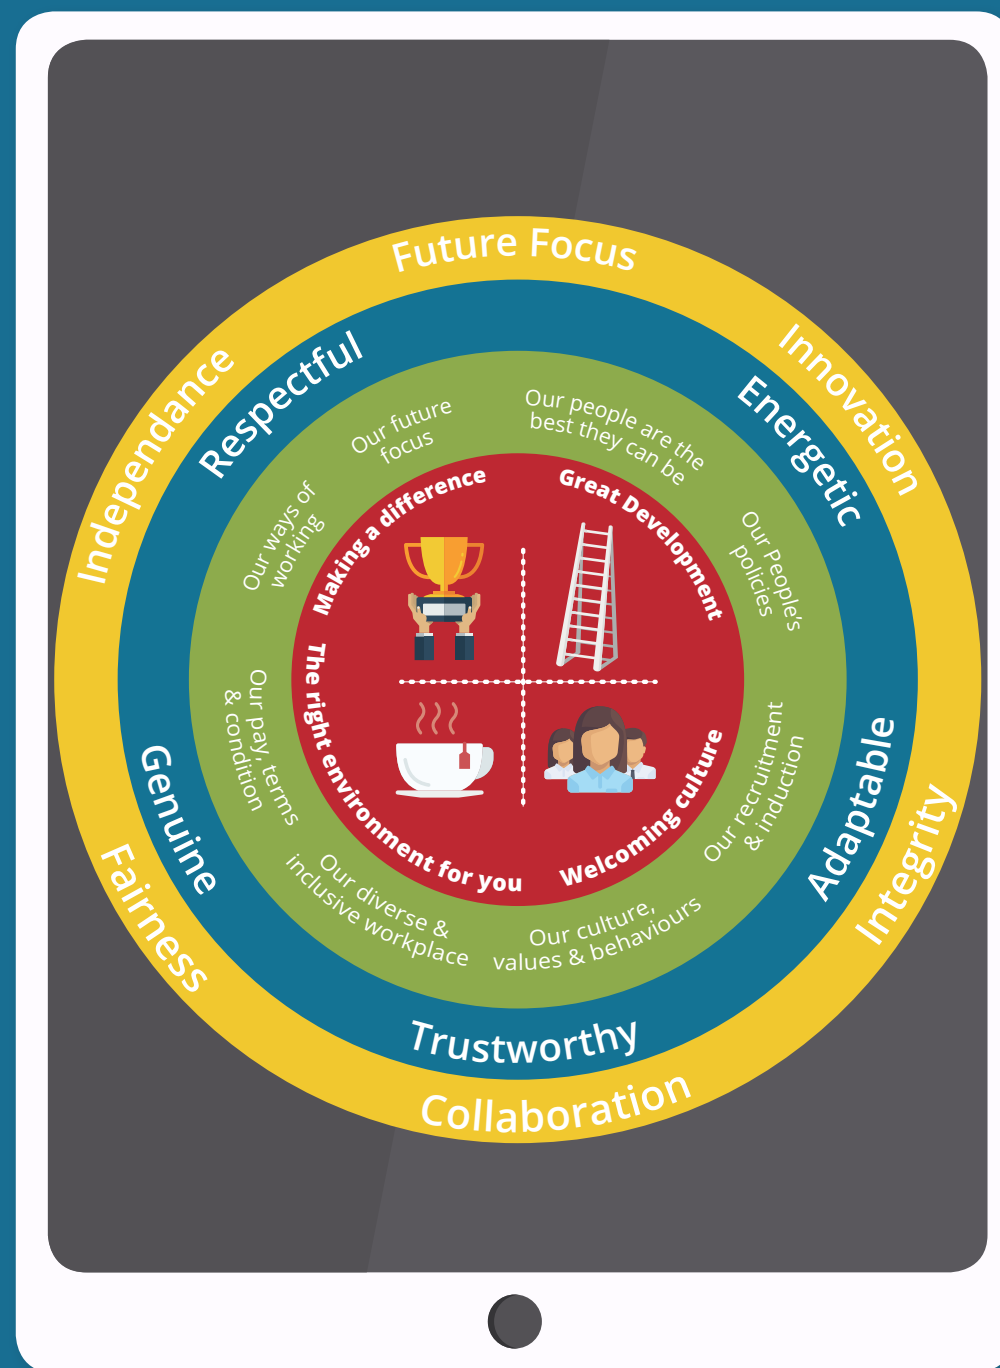 Future Focus
Innovation
Integrity
Collaboration
Fairness
Independance
Respectful
Energetic
Adaptable
Trustworthy
Genuine
Our future
focus
Our people are the
best they can be
Our People's
policies
Our recruitment
& induction
Our culture,
values & behaviours
Our diverse &
inclusive workplace
Our pay, terms
& condition
Our ways of
working
Making a difference
Great Development
Welcoming culture
The right environment for you